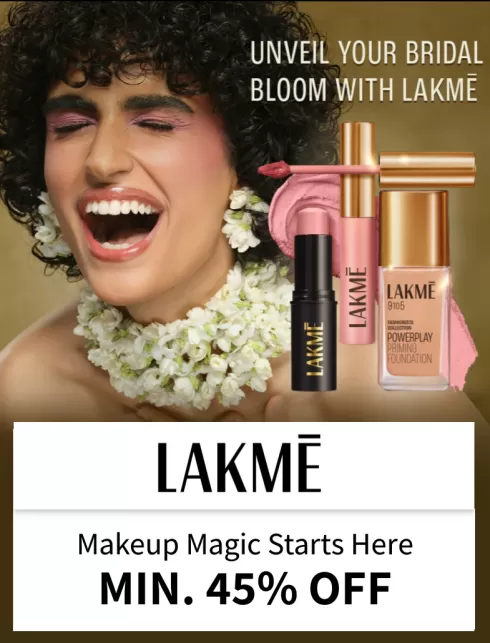 UNVEIL YOUR BRIDAL
BLOOM WITH LAKMĒ
LAKMĒ
LAKMĒ
LAKMĒ
9to5
POWERPLAY
PRIMING
FOUNDATION
LAKMĒ
Makeup Magic Starts Here
MIN. 45% OFF